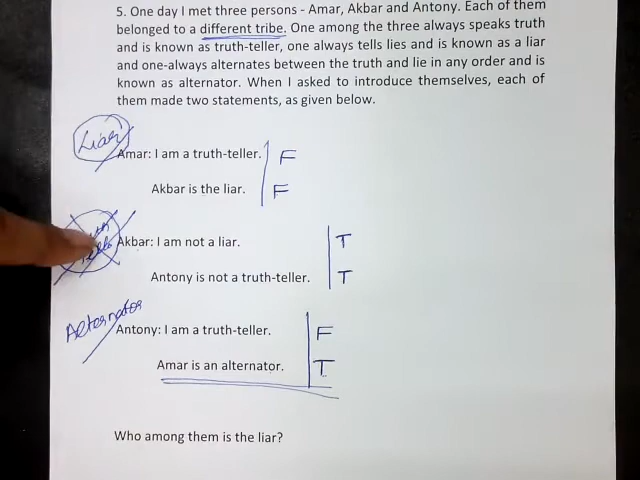 5. One day I met three persons - Amar, Akbar and Antony. Each of them
belonged to a different tribe. One among the three always speaks truth
and is known as truth-teller, one always tells lies and is known as a liar
and one-always alternates between the truth and lie in any order and is
known as alternator. When I asked to introduce themselves, each of
them made two statements, as given below.
Liar
Amar: I am a truth-teller. F
Akbar is the liar. F
Akbar: I am not a liar. T
Antony is not a truth-teller. T
Alternator
Antony: I am a truth-teller. F
Amar is an alternator. T
Who among them is the liar?